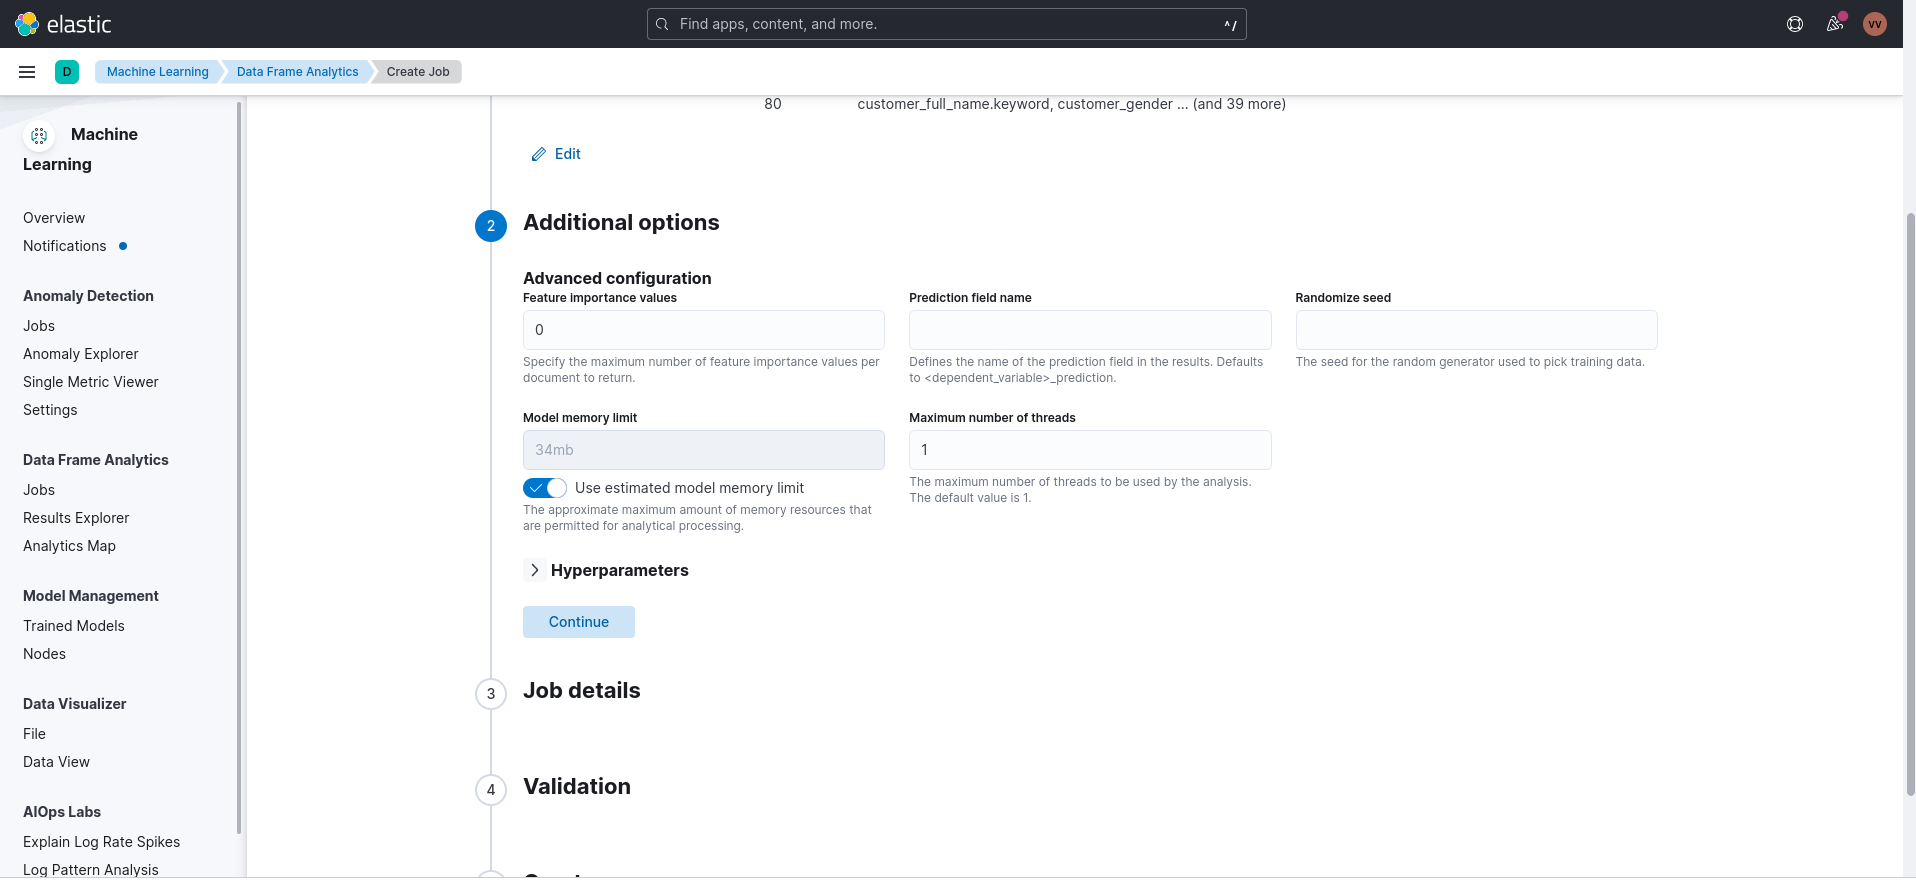 elastic
Find apps, content, and more.
^/
VV
D
Machine Learning
Data Frame Analytics
Create Job
Machine
Learning
Overview
Notifications
Anomaly Detection
Jobs
Anomaly Explorer
Single Metric Viewer
Settings
Data Frame Analytics
Jobs
Results Explorer
Analytics Map
Model Management
Trained Models
Nodes
Data Visualizer
File
Data View
AIOps Labs
Explain Log Rate Spikes
Log Pattern Analysis
80
customer_full_name.keyword, customer_gender ... (and 39 more)
Edit
2
Additional options
Advanced configuration
Feature importance values
0
Specify the maximum number of feature importance values per
document to return.
Prediction field name
Defines the name of the prediction field in the results. Defaults
to <dependent_variable>_prediction.
Randomize seed
The seed for the random generator used to pick training data.
Model memory limit
34mb
Use estimated model memory limit
The approximate maximum amount of memory resources that
are permitted for analytical processing.
Maximum number of threads
1
The maximum number of threads to be used by the analysis.
The default value is 1.
Hyperparameters
Continue
3
Job details
4
Validation